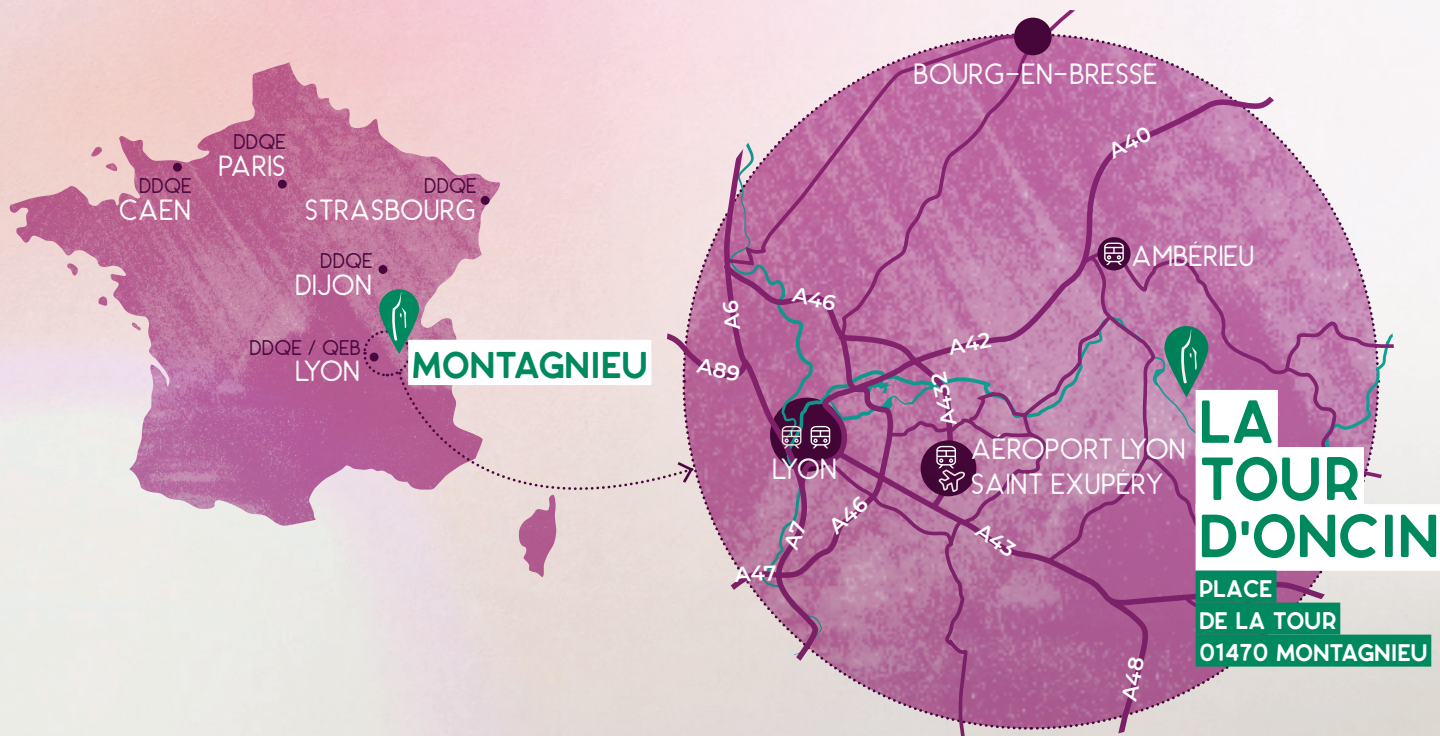 DDQE
PARIS
DDQE
CAEN
DDQE
STRASBOURG
DDQE
DIJON
DDQE / QEB
LYON
MONTAGNIEU
BOURG-EN-BRESSE
A40
AMBÉRIEU
A46
A6
A42
A89
A432
LYON
AÉROPORT LYON
SAINT EXUPÉRY
A46
A7
A43
A47
A48
LA
TOUR
D'ONCIN
PLACE
DE LA TOUR
01470 MONTAGNIEU